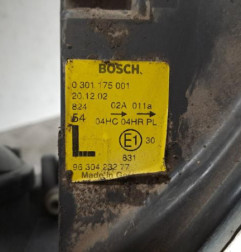 BOSCH
0 301 175 001
20.12.02
824 02A 011a
54 04HC 04HR PL
L E1 30
831
96 304 232 77
Made in